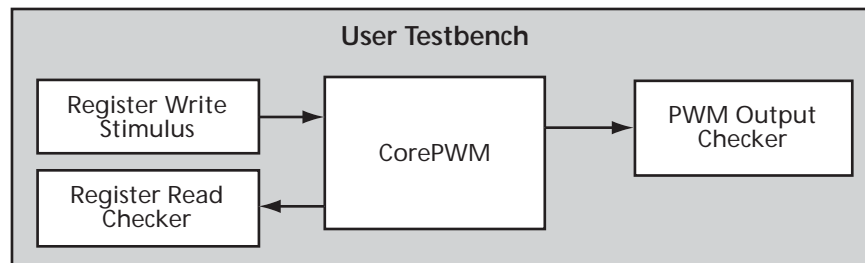 User Testbench
Register Write
Stimulus
CorePWM
PWM Output
Checker
Register Read
Checker